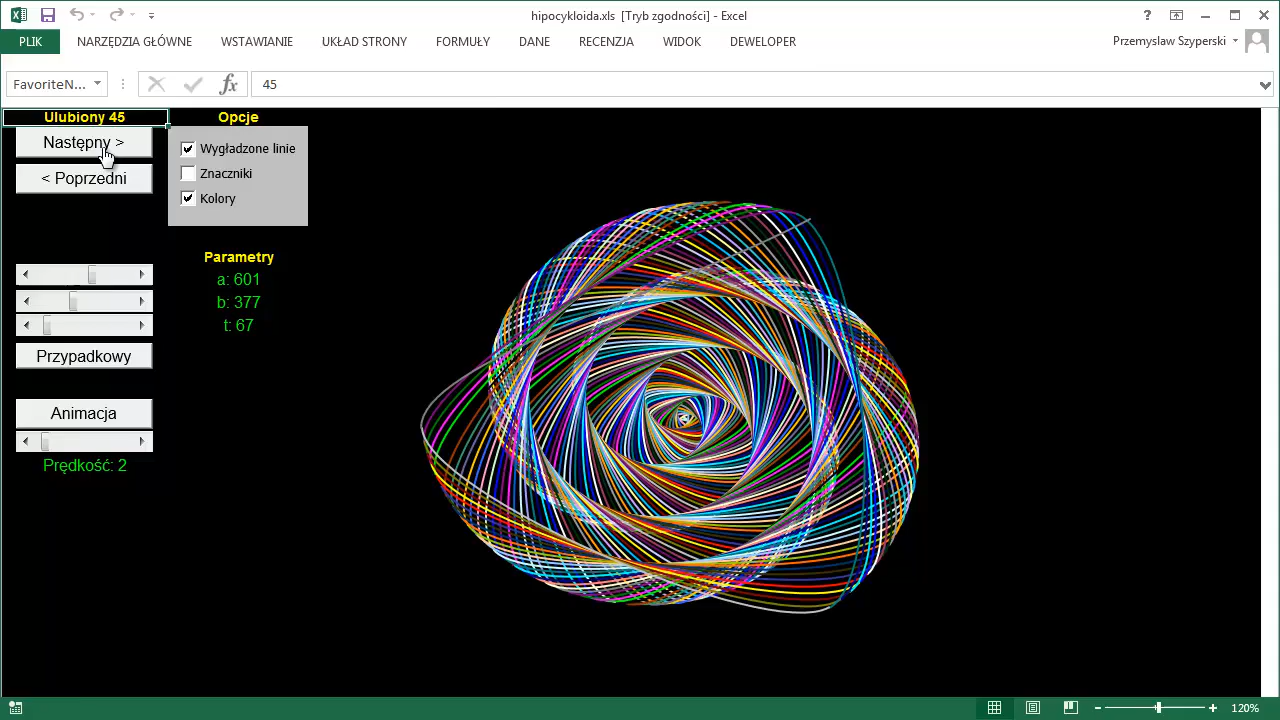 hipocykloida.xls [Tryb zgodności] - Excel
PLIK NARZĘDZIA GŁÓWNE WSTAWIANIE UKŁAD STRONY FORMUŁY DANE RECENZJA WIDOK DEWELOPER Przemyslaw Szyperski
FavoriteN... fx 45
Ulubiony 45 Opcje
Następny >
< Poprzedni
Wygładzone linie
Znaczniki
Kolory
Parametry
a: 601
b: 377
t: 67
Przypadkowy
Animacja
Prędkość: 2
120%